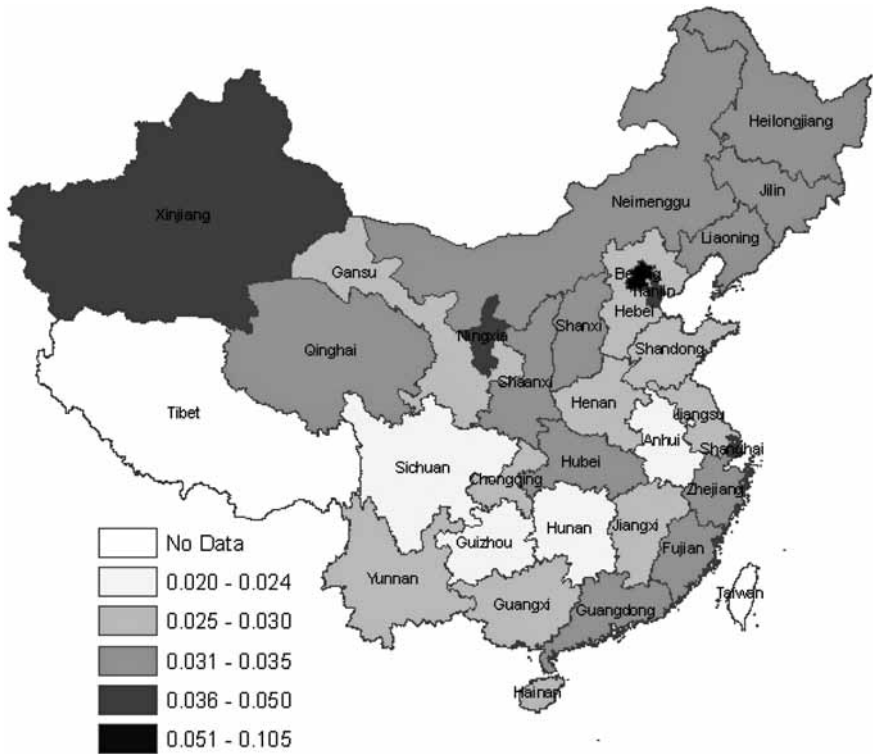 Heilongjiang
Jilin
Xinjiang
Neimenggu
Liaoning
Gansu
Beijing
Tianjin
Hebei
Ningxia
Shanxi
Qinghai
Shandong
Shaanxi
Henan
Tibet
Jiangsu
Anhui
Shanghai
Sichuan
Hubei
Chongqing
Zhejiang
Hunan
Jiangxi
Guizhou
Fujian
Yunnan
Guangxi
Guangdong
Taiwan
Hainan
No Data
0.020 - 0.024
0.025 - 0.030
0.031 - 0.035
0.036 - 0.050
0.051 - 0.105